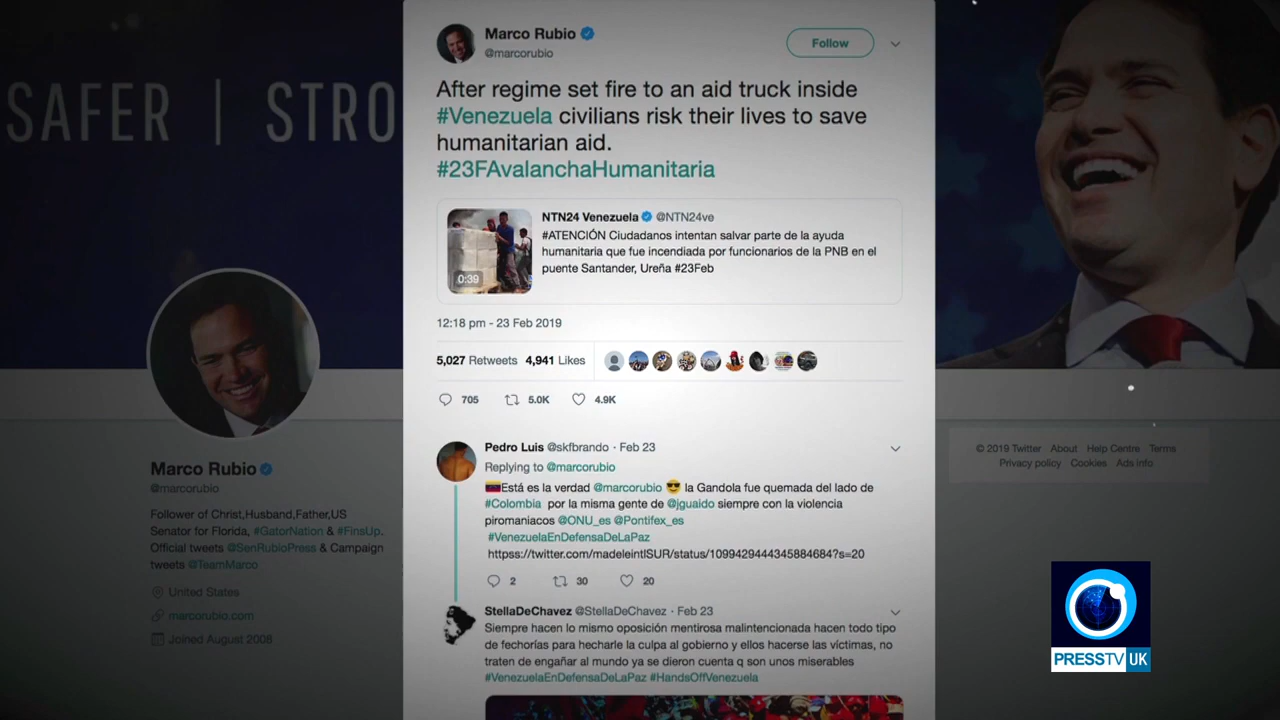 SAFER | STRO
Marco Rubio
@marcorubio
Follow
After regime set fire to an aid truck inside
#Venezuela civilians risk their lives to save
humanitarian aid.
#23FAvalanchaHumanitaria
NTN24 Venezuela @NTN24ve
#ATENCIÓN Ciudadanos intentan salvar parte de la ayuda
humanitaria que fue incendiada por funcionarios de la PNB en el
puente Santander, Ureña #23Feb
0:39
12:18 pm - 23 Feb 2019
5,027 Retweets 4,941 Likes
705 5.0K 4.9K
Pedro Luis @skfbrando · Feb 23
Replying to @marcorubio
Está es la verdad @marcorubio la Gandola fue quemada del lado de
#Colombia por la misma gente de @jguaido siempre con la violencia
piromaniacos @ONU_es @Pontifex_es
#VenezuelaEnDefensaDeLaPaz
httpss://twitter.com/madeleintlSUR/status/1099429444345884684?s=20
2 30 20
StellaDeChavez @StellaDeChavez · Feb 23
Siempre hacen lo mismo oposición mentirosa malintencionada hacen todo tipo
de fechorías para hecharle la culpa al gobierno y ellos hacerse las víctimas, no
traten de engañar al mundo ya se dieron cuenta q son unos miserables
#VenezuelaEnDefensaDeLaPaz #HandsOffVenezuela
Marco Rubio
@marcorubio
Follower of Christ,Husband,Father,US
Senator for Florida, #GatorNation & #FinsUp.
Official tweets @SenRubioPress & Campaign
tweets @TeamMarco
United States
marcorubio.com
Joined August 2008
© 2019 Twitter About Help Centre Terms
Privacy policy Cookies Ads info
PRESSTV UK